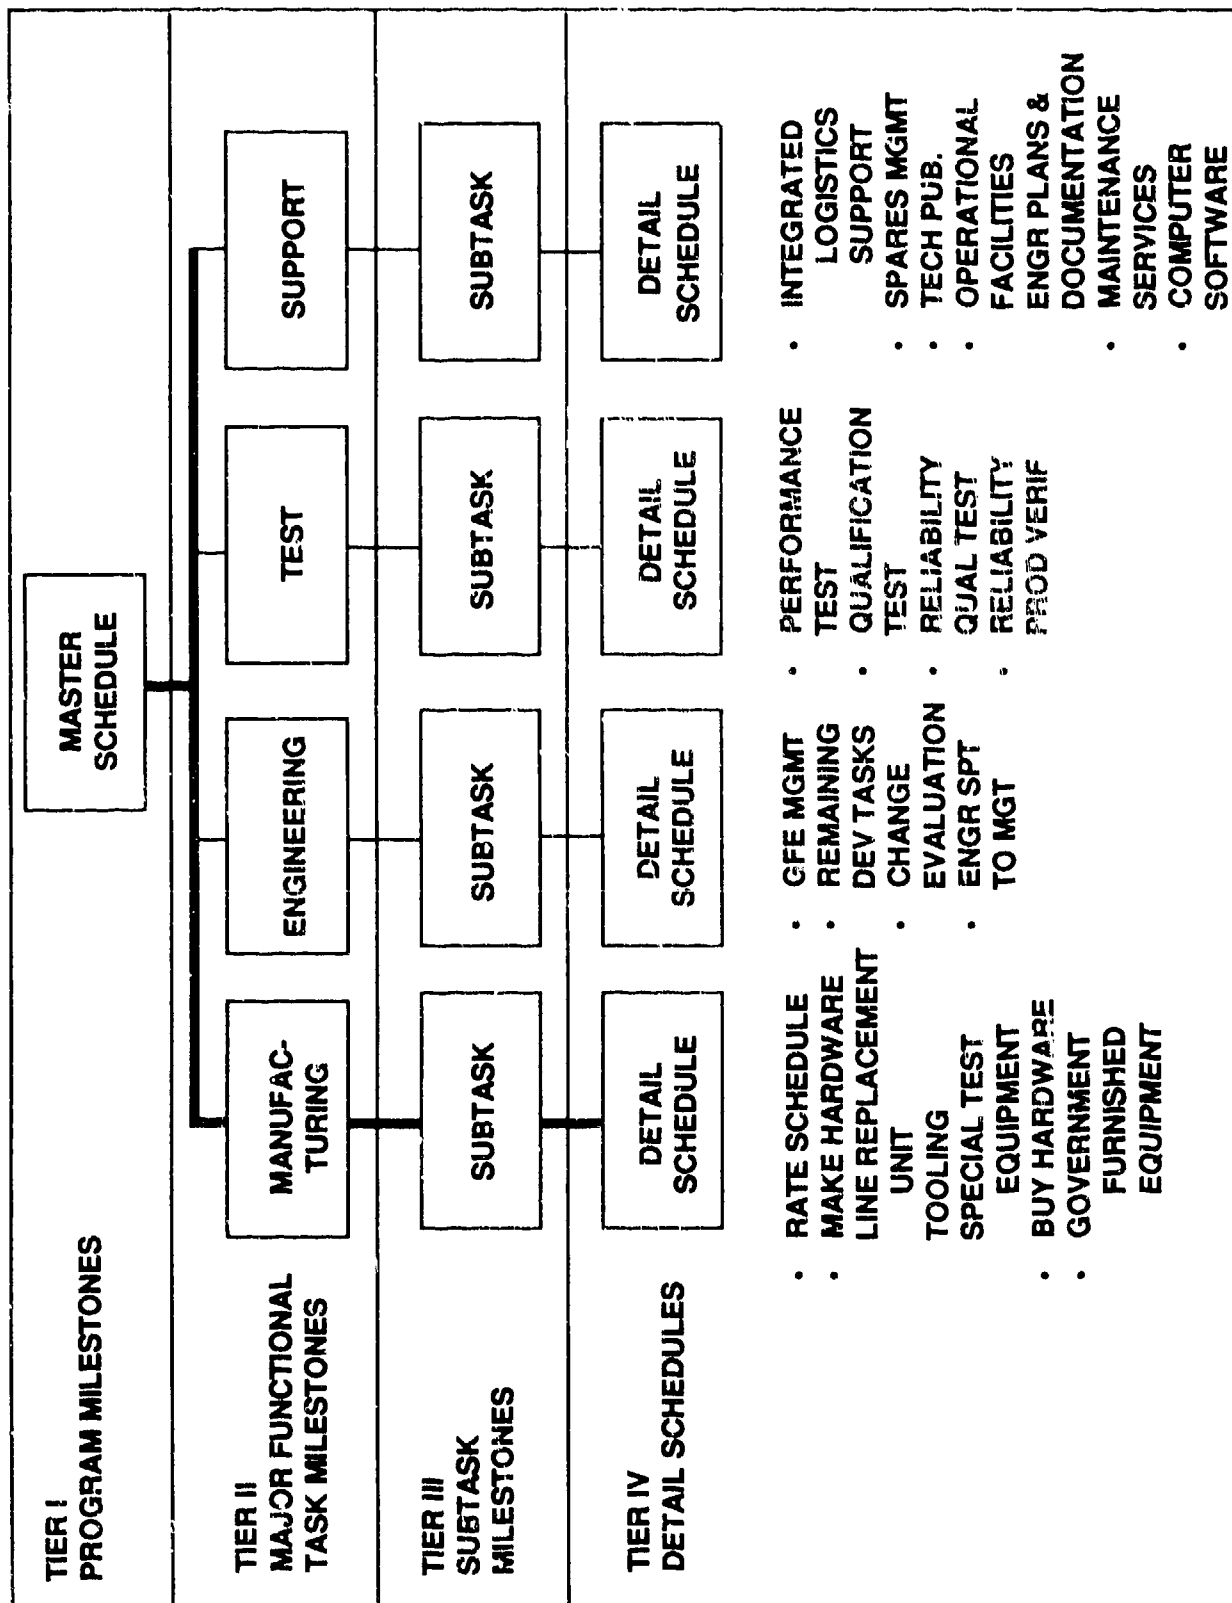 TIER I
PROGRAM MILESTONES
MASTER
SCHEDULE
TIER II
MAJOR FUNCTIONAL
TASK MILESTONES
MANUFAC-
TURING
ENGINEERING
TEST
SUPPORT
TIER III
SUBTASK
MILESTONES
SUBTASK
SUBTASK
SUBTASK
SUBTASK
TIER IV
DETAIL SCHEDULES
DETAIL
SCHEDULE
DETAIL
SCHEDULE
DETAIL
SCHEDULE
DETAIL
SCHEDULE
• RATE SCHEDULE
• MAKE HARDWARE
LINE REPLACEMENT
UNIT
TOOLING
SPECIAL TEST
EQUIPMENT
• BUY HARDWARE
• GOVERNMENT
FURNISHED
EQUIPMENT
• GFE MGMT
• REMAINING
DEV TASKS
• CHANGE
EVALUATION
• ENGR SPT
TO MGT
• PERFORMANCE
TEST
• QUALIFICATION
TEST
• RELIABILITY
QUAL TEST
• RELIABILITY
PROD VERIF
• INTEGRATED
LOGISTICS
SUPPORT
• SPARES MGMT
• TECH PUB.
• OPERATIONAL
FACILITIES
ENGR PLANS &
DOCUMENTATION
• MAINTENANCE
SERVICES
• COMPUTER
SOFTWARE